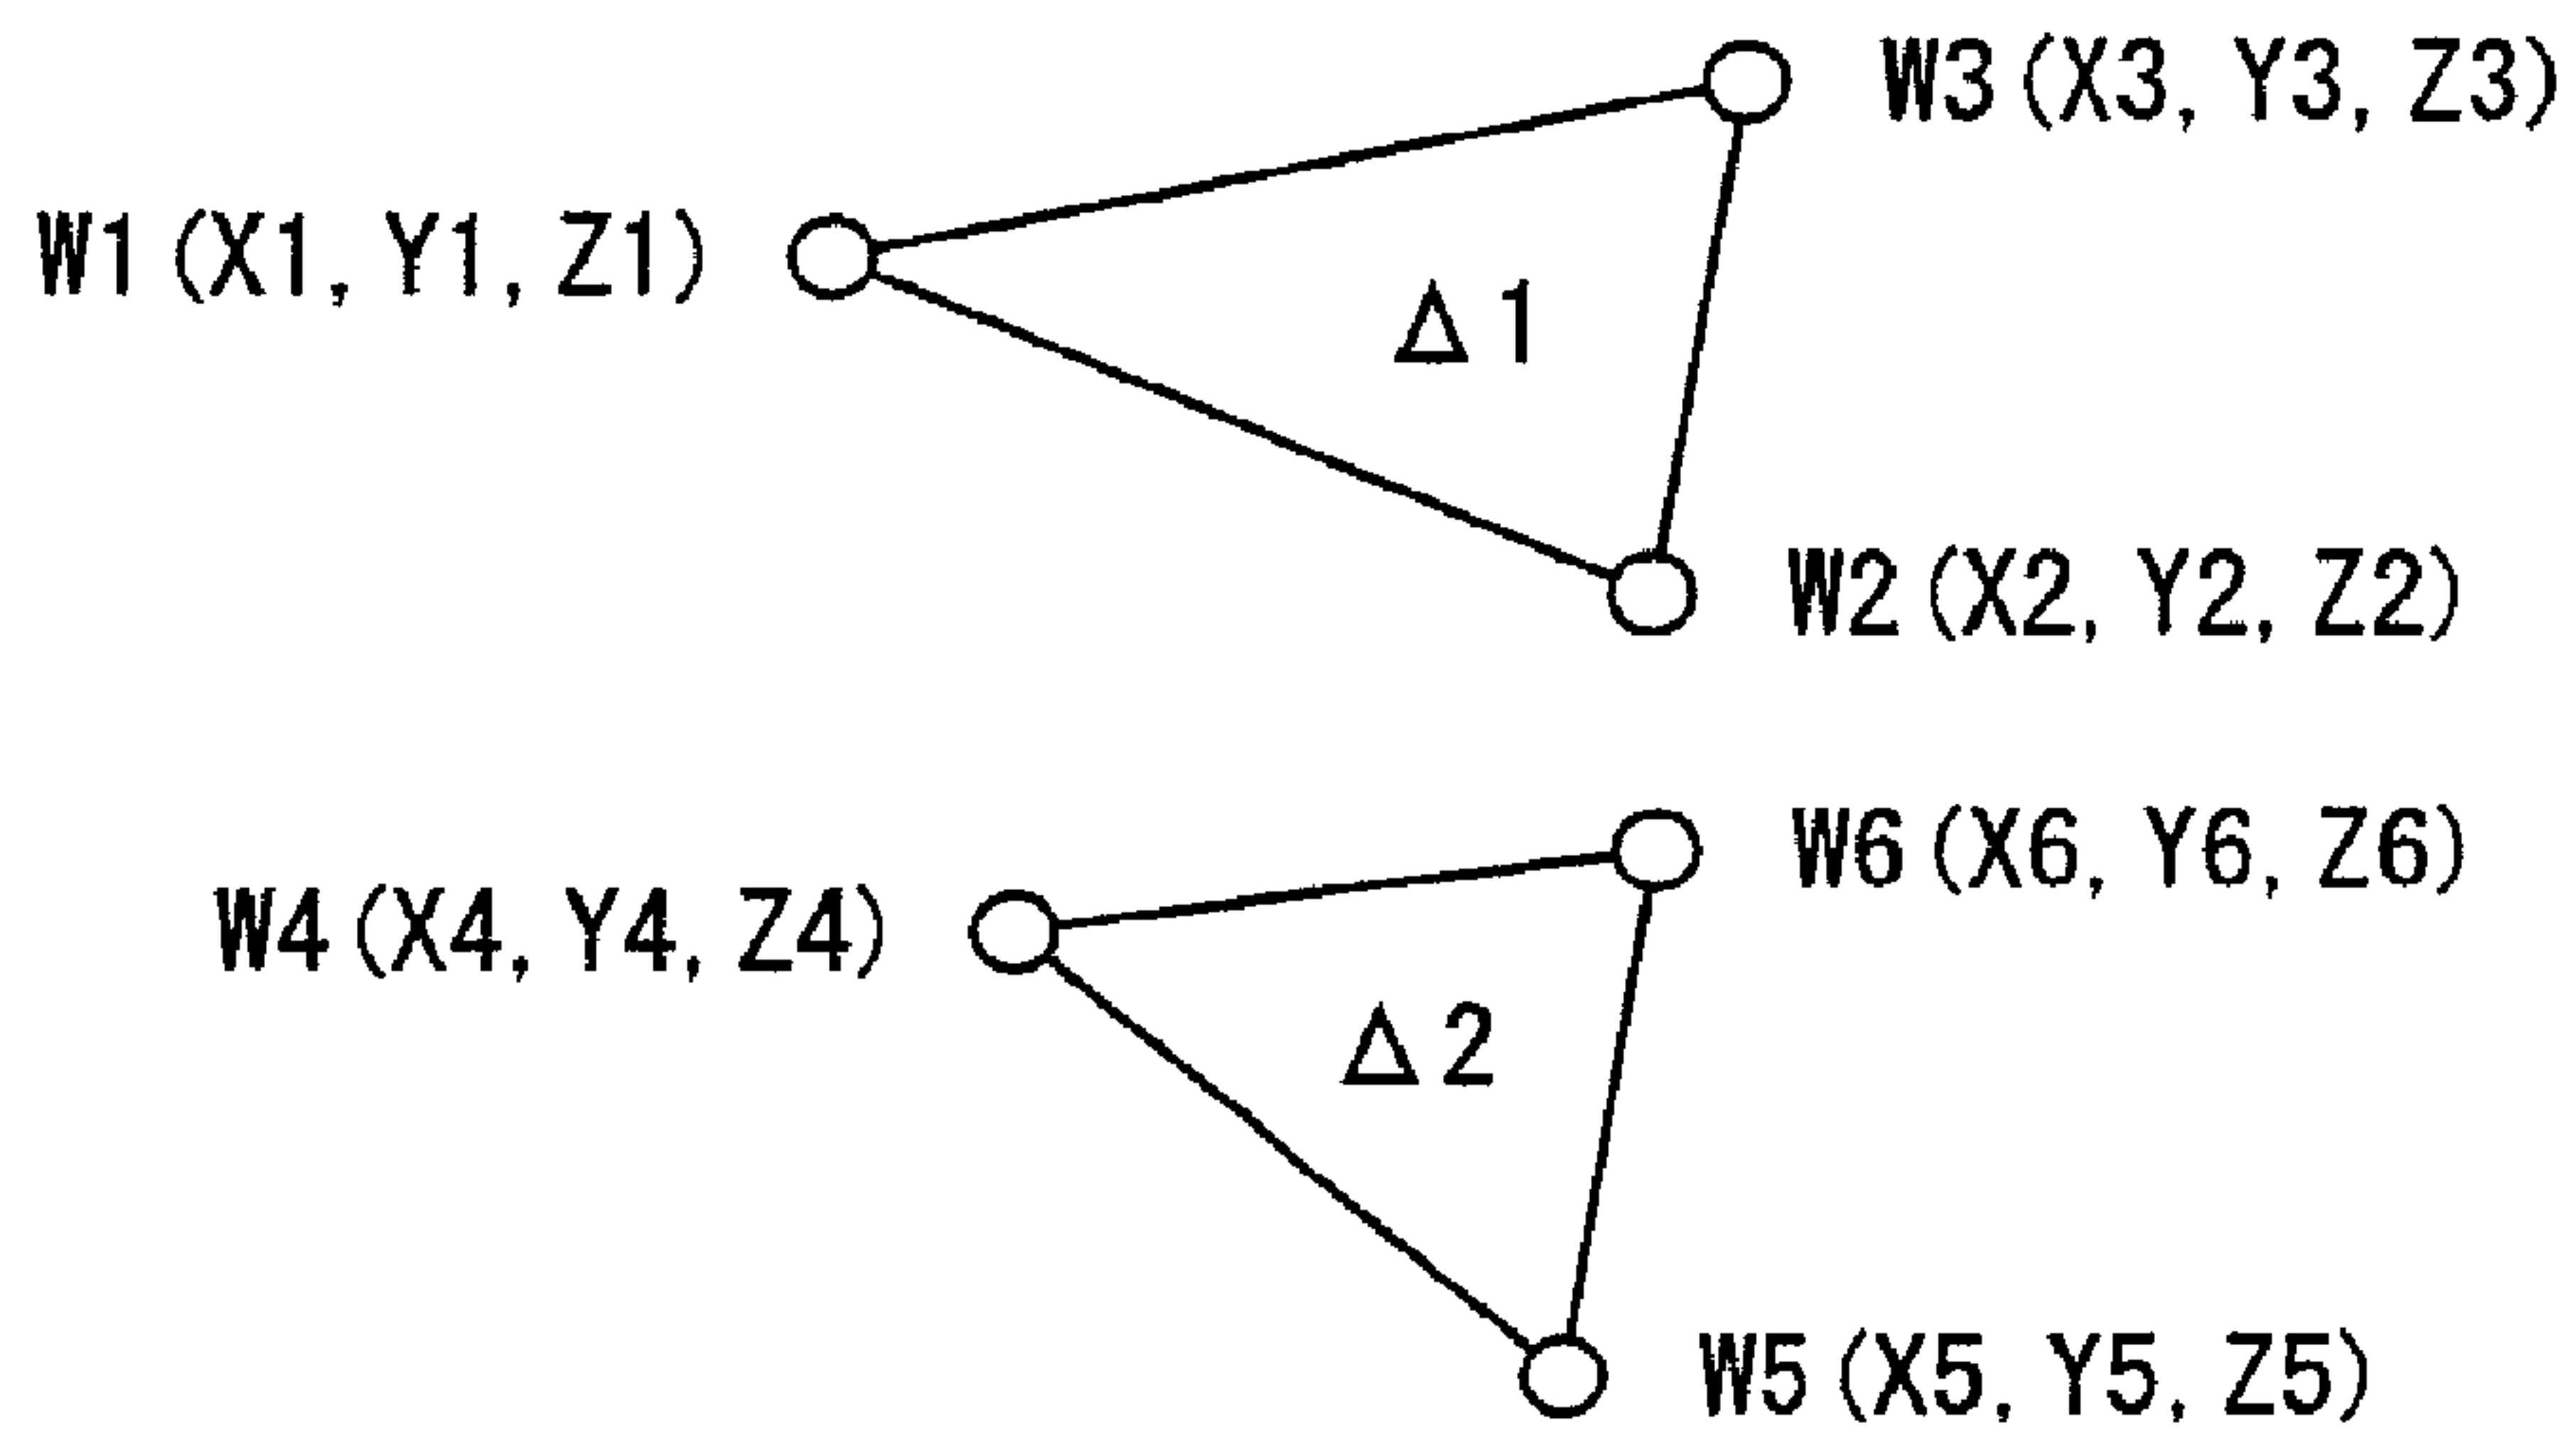 W3(X3, Y3, Z3)
W1(X1, Y1, Z1)
Δ1
W2(X2, Y2, Z2)
W6(X6, Y6, Z6)
W4(X4, Y4, Z4)
Δ2
W5(X5, Y5, Z5)